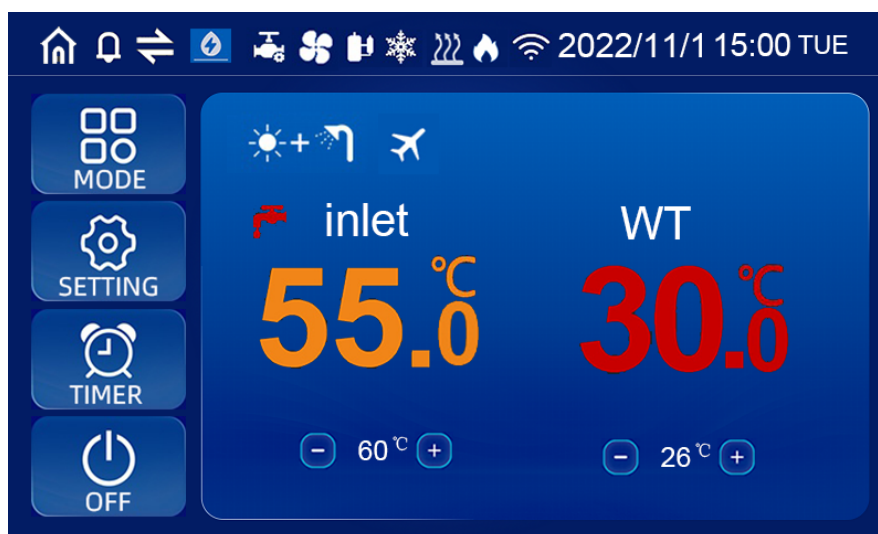 2022/11/1 15:00 TUE
MODE
SETTING
TIMER
OFF
inlet
WT
55.0 ℃
30.0 ℃
- 60 ℃ +
- 26 ℃ +